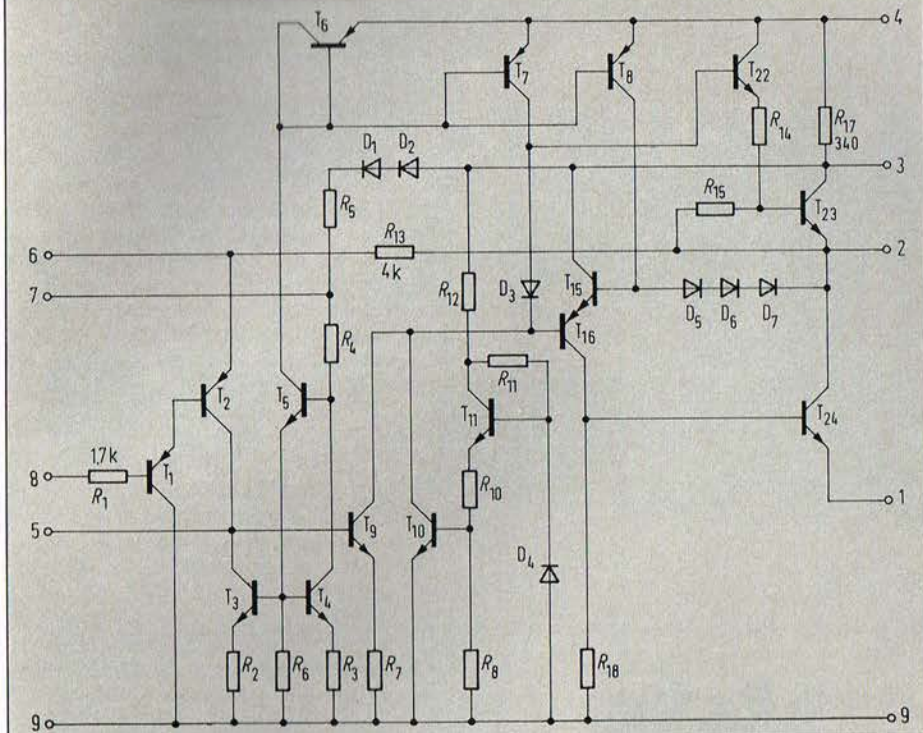 T6
4
T7
T8
T22
R14
R17
340
D1
D2
3
R5
R15
T23
R13
6
4k
2
7
R12
D3
T15
D5
D6
D7
T16
R4
R11
T2
T5
T11
T24
1,7k
8
R1
T1
R10
1
5
T9
T10
D4
T3
T4
R2
R6
R3
R7
R8
R18
9
9